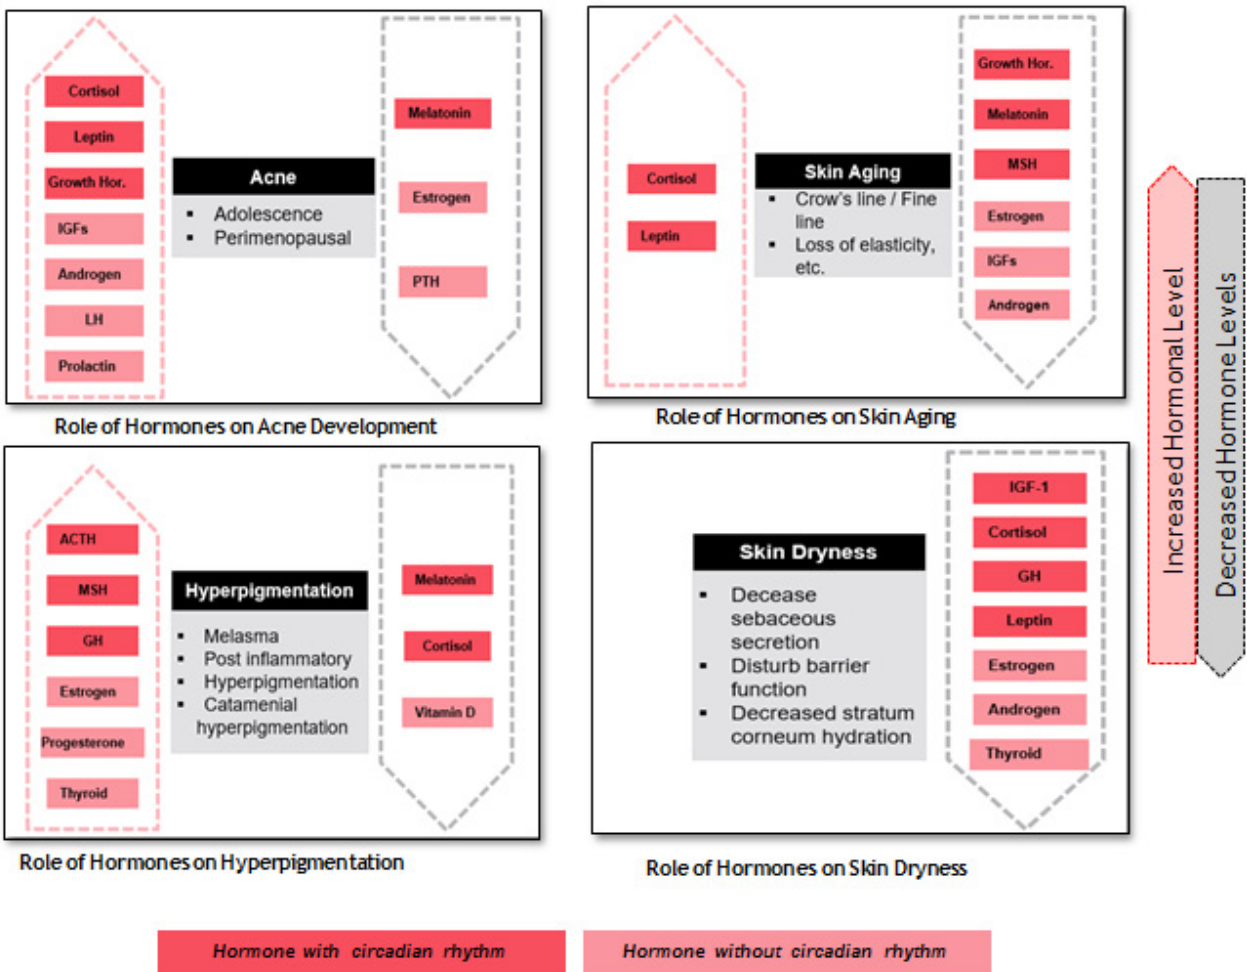 Cortisol
Leptin
Growth Hor.
IGFs
Androgen
LH
Prolactin
Acne
▪ Adolescence
▪ Perimenopausal
Melatonin
Estrogen
PTH
Role of Hormones on Acne Development
Cortisol
Leptin
Skin Aging
▪ Crow's line / Fine
line
▪ Loss of elasticity,
etc.
Growth Hor.
Melatonin
MSH
Estrogen
IGFs
Androgen
Role of Hormones on Skin Aging
ACTH
MSH
GH
Estrogen
Progesterone
Thyroid
Hyperpigmentation
▪ Melasma
▪ Post inflammatory
▪ Hyperpigmentation
▪ Catamenial
hyperpigmentation
Melatonin
Cortisol
Vitamin D
Role of Hormones on Hyperpigmentation
Skin Dryness
▪ Decease
sebaceous
secretion
▪ Disturb barrier
function
▪ Decreased stratum
corneum hydration
IGF-1
Cortisol
GH
Leptin
Estrogen
Androgen
Thyroid
Role of Hormones on Skin Dryness
Increased Hormonal Level
Decreased Hormone Levels
Hormone with circadian rhythm
Hormone without circadian rhythm